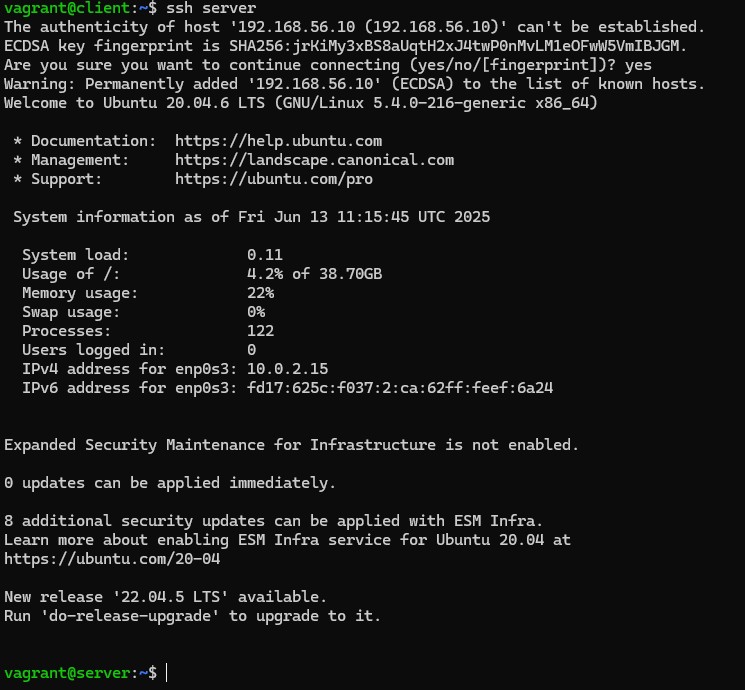 vagrant@client:~$ ssh server
The authenticity of host '192.168.56.10 (192.168.56.10)' can't be established.
ECDSA key fingerprint is SHA256:jrKiMy3xBS8aUqtH2xJ4twP0nMvLM1eOFwW5VmIBJGM.
Are you sure you want to continue connecting (yes/no/[fingerprint])? yes
Warning: Permanently added '192.168.56.10' (ECDSA) to the list of known hosts.
Welcome to Ubuntu 20.04.6 LTS (GNU/Linux 5.4.0-216-generic x86_64)

 * Documentation:  https://help.ubuntu.com
 * Management:     https://landscape.canonical.com
 * Support:        https://ubuntu.com/pro

 System information as of Fri Jun 13 11:15:45 UTC 2025

  System load:             0.11
  Usage of /:              4.2% of 38.70GB
  Memory usage:            22%
  Swap usage:              0%
  Processes:               122
  Users logged in:         0
  IPv4 address for enp0s3: 10.0.2.15
  IPv6 address for enp0s3: fd17:625c:f037:2:ca:62ff:feef:6a24

Expanded Security Maintenance for Infrastructure is not enabled.

0 updates can be applied immediately.

8 additional security updates can be applied with ESM Infra.
Learn more about enabling ESM Infra service for Ubuntu 20.04 at
https://ubuntu.com/20-04

New release '22.04.5 LTS' available.
Run 'do-release-upgrade' to upgrade to it.

vagrant@server:~$